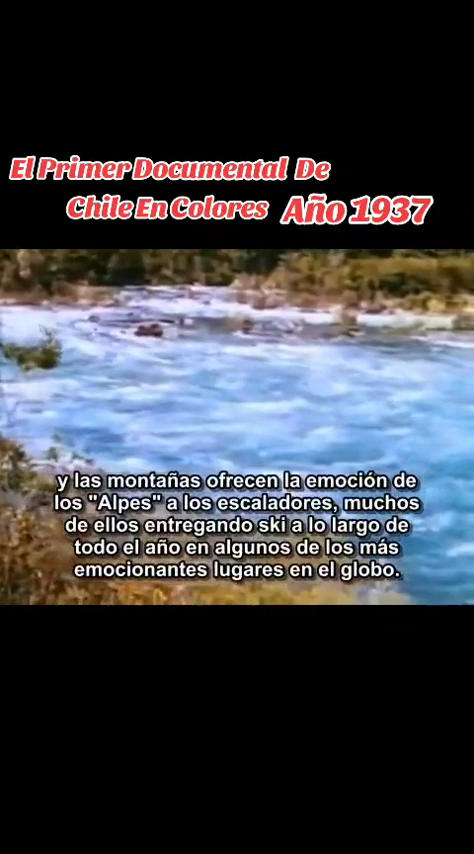 El Primer Documental De
Chile En Colores Año 1937
y las montañas ofrecen la emoción de
los "Alpes" a los escaladores, muchos
de ellos entregando ski a lo largo de
todo el año en algunos de los más
emocionantes lugares en el globo.